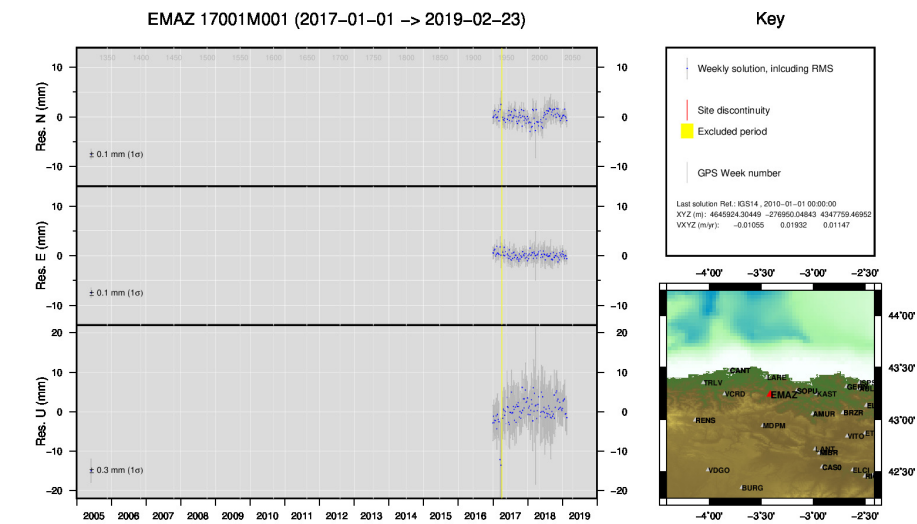 EMAZ 17001M001 (2017−01−01 −> 2019−02−23)
Key
1350 1400 1450 1500 1550 1600 1650 1700 1750 1800 1850 1900 1950 2000 2050
10 10
0 0
−10 −10
Res. N (mm)
± 0.1 mm (1σ)
10 10
0 0
−10 −10
Res. E (mm)
± 0.1 mm (1σ)
20 20
10 10
0 0
−10 −10
−20 −20
Res. U (mm)
± 0.3 mm (1σ)
2005 2006 2007 2008 2009 2010 2011 2012 2013 2014 2015 2016 2017 2018 2019
Weekly solution, inlcuding RMS
Site discontinuity
Excluded period
GPS Week number
Last solution Ref.: IGS14 , 2010−01−01 00:00:00
XYZ (m): 4645924.30449 −276950.04843 4347759.46952
VXYZ (m/yr): −0.01055 0.01932 0.01147
−4˚00' −3˚30' −3˚00' −2˚30'
44˚00'
43˚30'
43˚00'
42˚30'
CANT
TRLV
LARE
VCRD
EMAZ
SOPU
KAST
RENS
MDPM
AMUR
BRZR
VITO
CAS0
ELCI
VDGO
BURG
−4˚00' −3˚30' −3˚00' −2˚30'